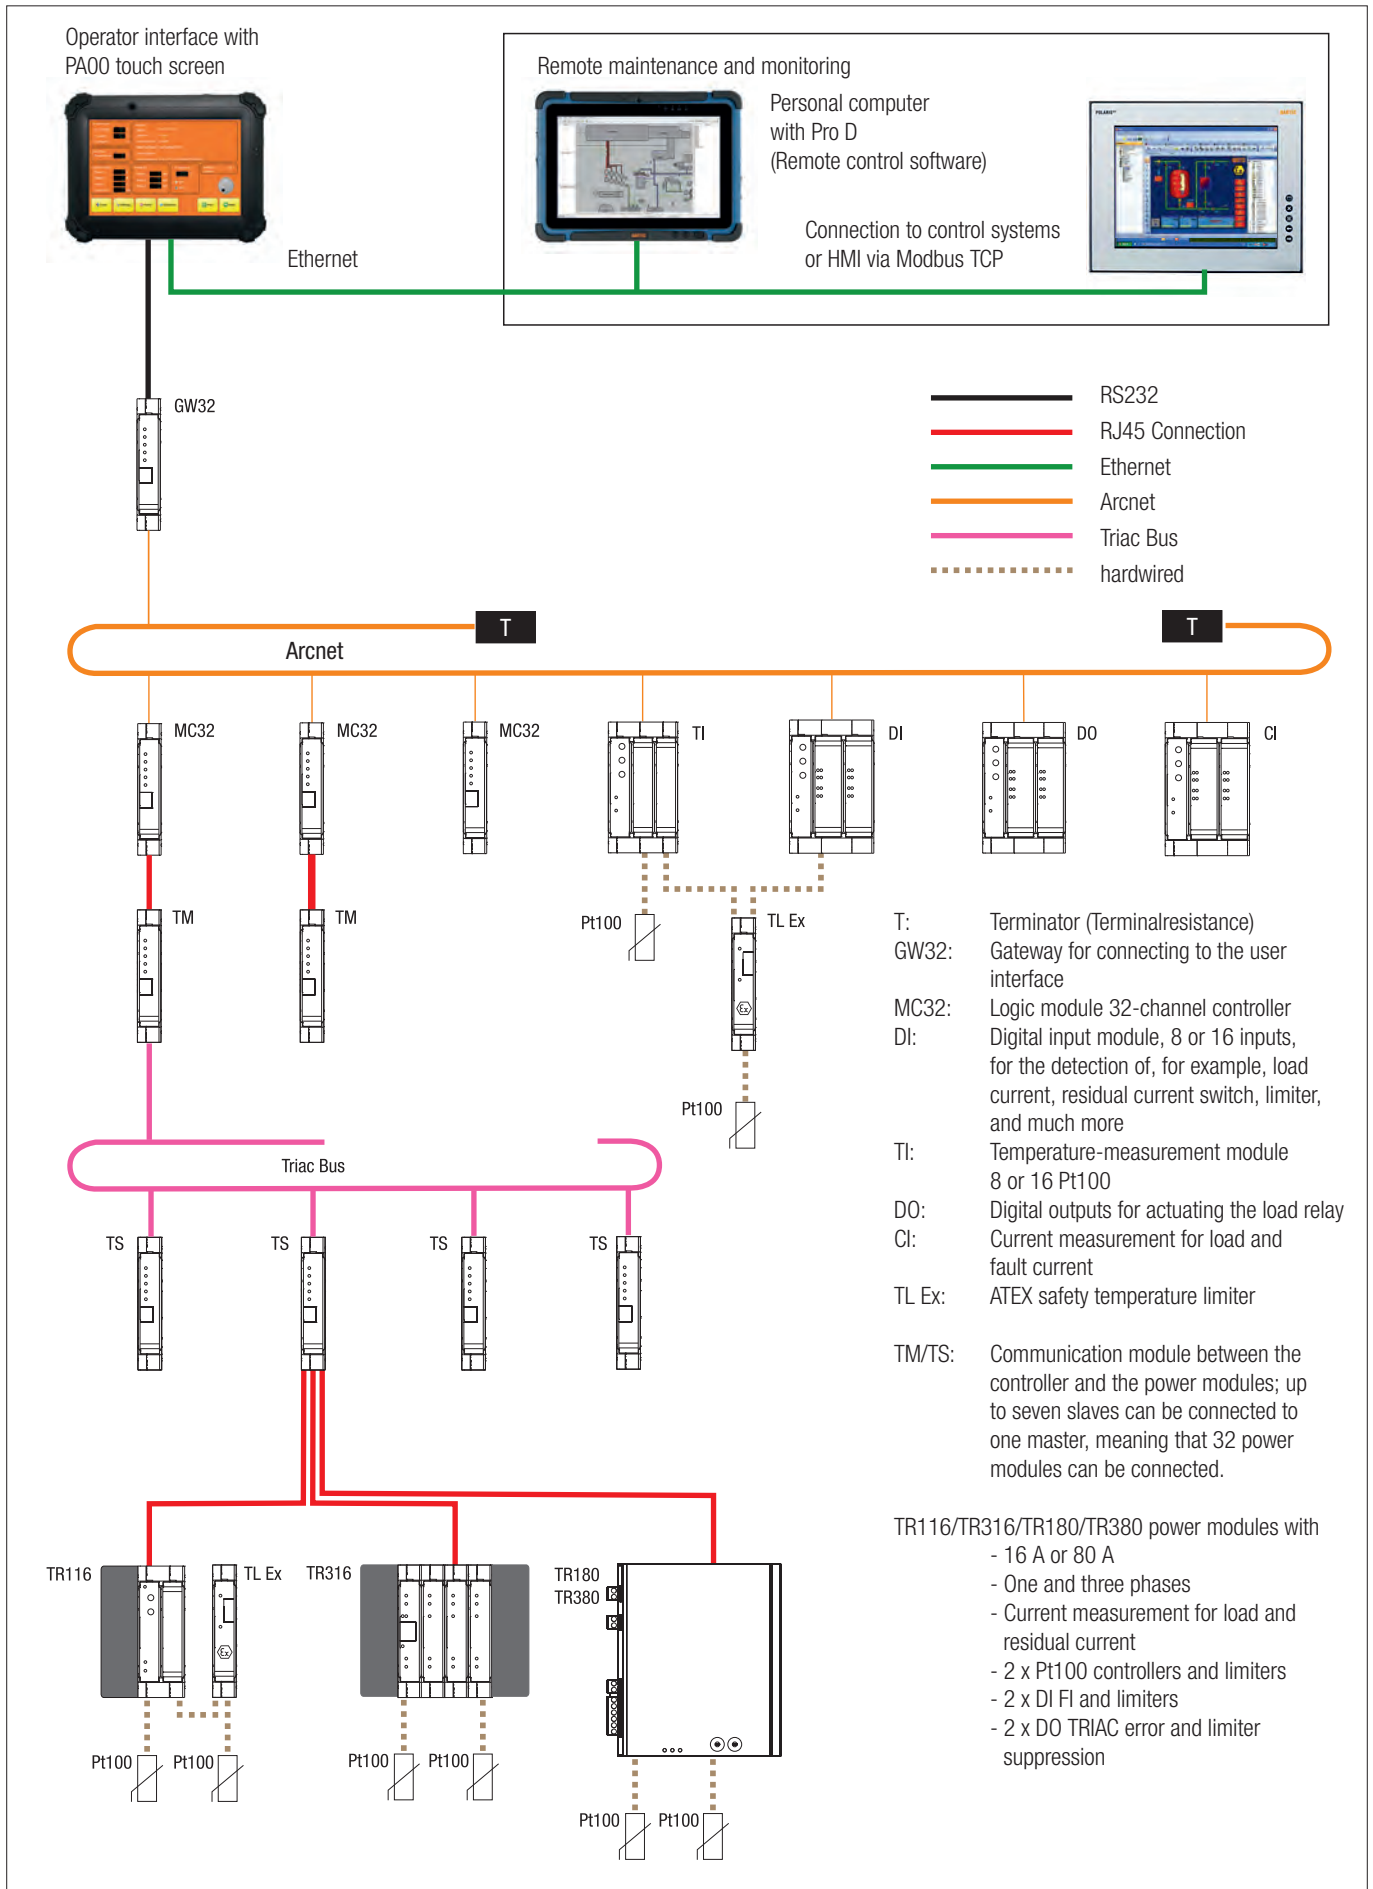 Operator interface with
PA00 touch screen
Remote maintenance and monitoring
Personal computer
with Pro D
(Remote control software)
Connection to control systems
or HMI via Modbus TCP
Ethernet
GW32
RS232
RJ45 Connection
Ethernet
Arcnet
Triac Bus
hardwired
T
T
Arcnet
MC32
MC32
MC32
TI
DI
DO
CI
TM
TM
Pt100
TL Ex
Ex
Pt100
T: Terminator (Terminalresistance)
GW32: Gateway for connecting to the user
interface
MC32: Logic module 32-channel controller
DI: Digital input module, 8 or 16 inputs,
for the detection of, for example, load
current, residual current switch, limiter,
and much more
TI: Temperature-measurement module
8 or 16 Pt100
DO: Digital outputs for actuating the load relay
CI: Current measurement for load and
fault current
TL Ex: ATEX safety temperature limiter
TM/TS: Communication module between the
controller and the power modules; up
to seven slaves can be connected to
one master, meaning that 32 power
modules can be connected.
Triac Bus
TS
TS
TS
TS
TR116/TR316/TR180/TR380 power modules with
- 16 A or 80 A
- One and three phases
- Current measurement for load and
residual current
- 2 x Pt100 controllers and limiters
- 2 x DI FI and limiters
- 2 x DO TRIAC error and limiter
suppression
TR116
TL Ex
Ex
TR316
TR180
TR380
Pt100
Pt100
Pt100
Pt100
Pt100
Pt100